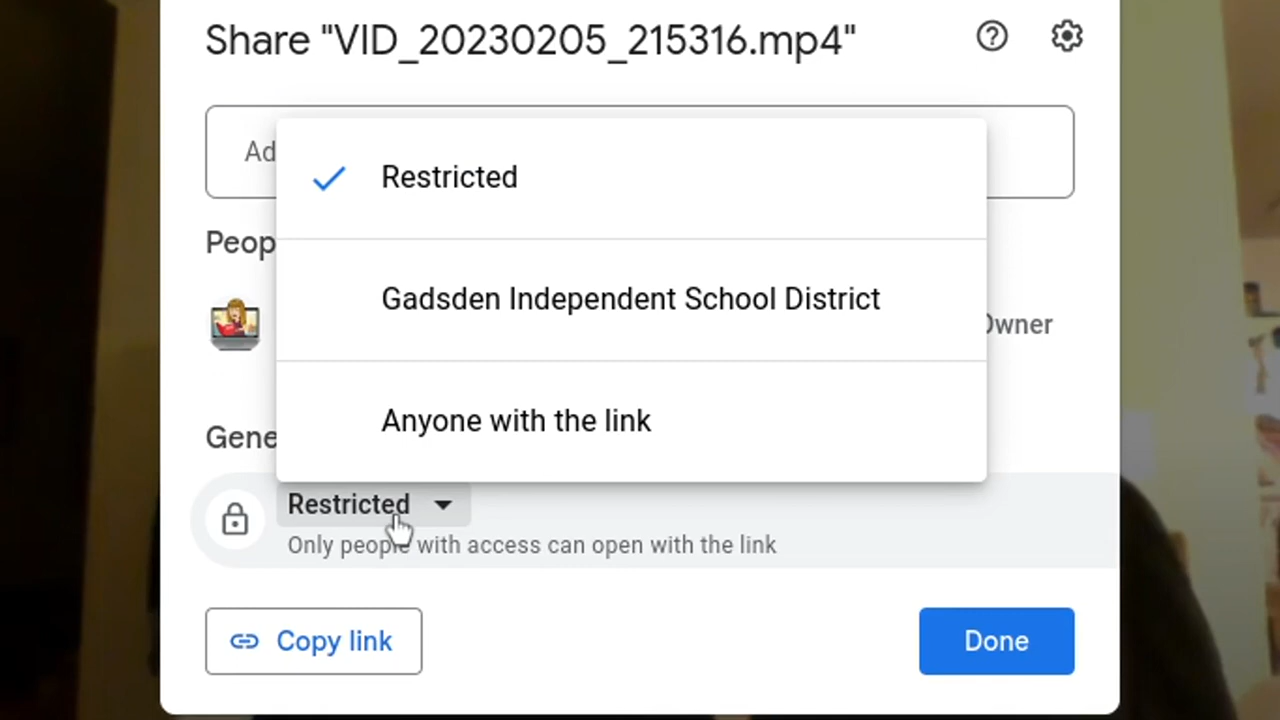 Share "VID_20230205_215316.mp4"
Ad
Restricted
Peop
Gadsden Independent School District
Owner
Anyone with the link
Gene
Restricted
Only people with access can open with the link
Copy link
Done